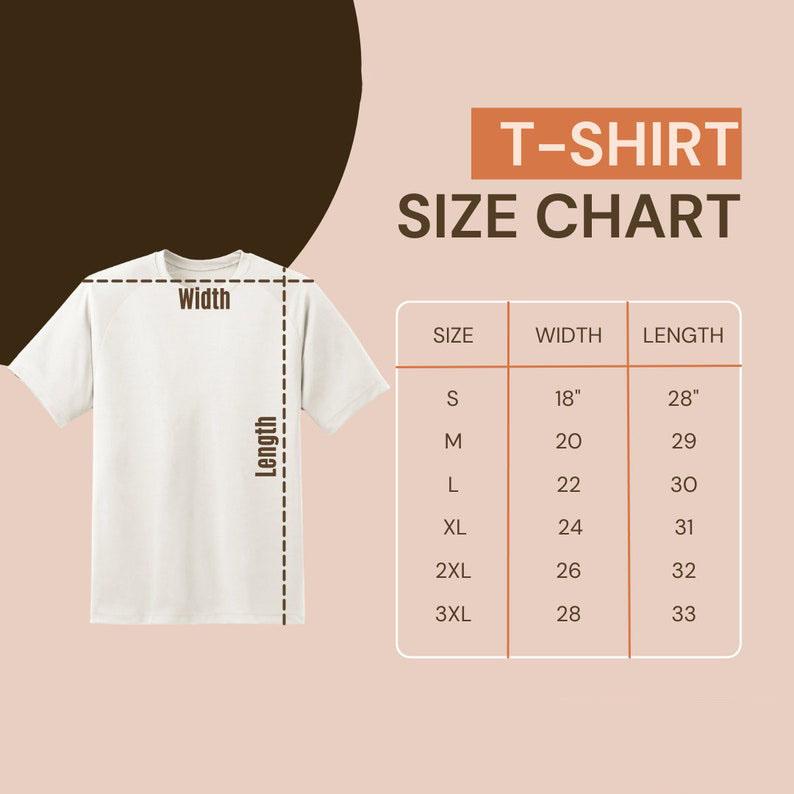 T-SHIRT
SIZE CHART
Width
Length
SIZE WIDTH LENGTH
S 18" 28"
M 20 29
L 22 30
XL 24 31
2XL 26 32
3XL 28 33